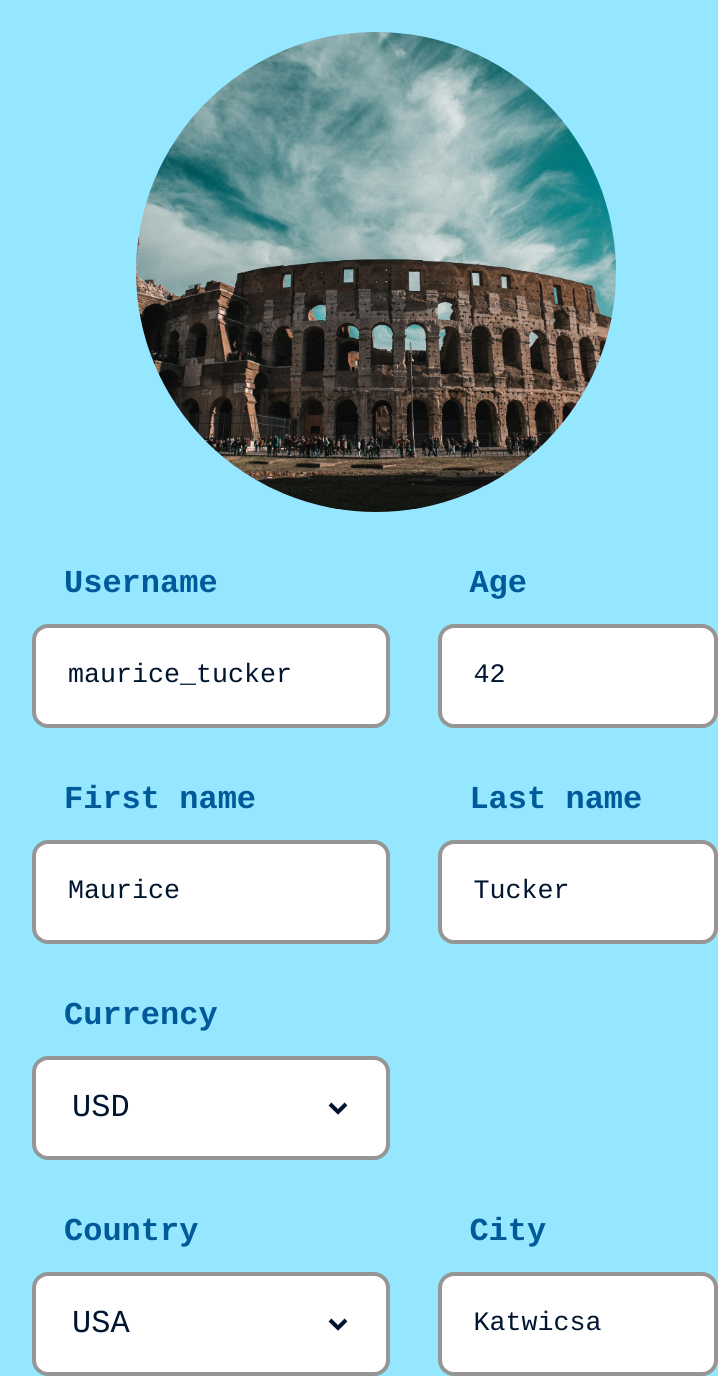 Username Age
maurice_tucker 42
First name Last name
Maurice Tucker
Currency
USD
Country City
USA Katwicsa